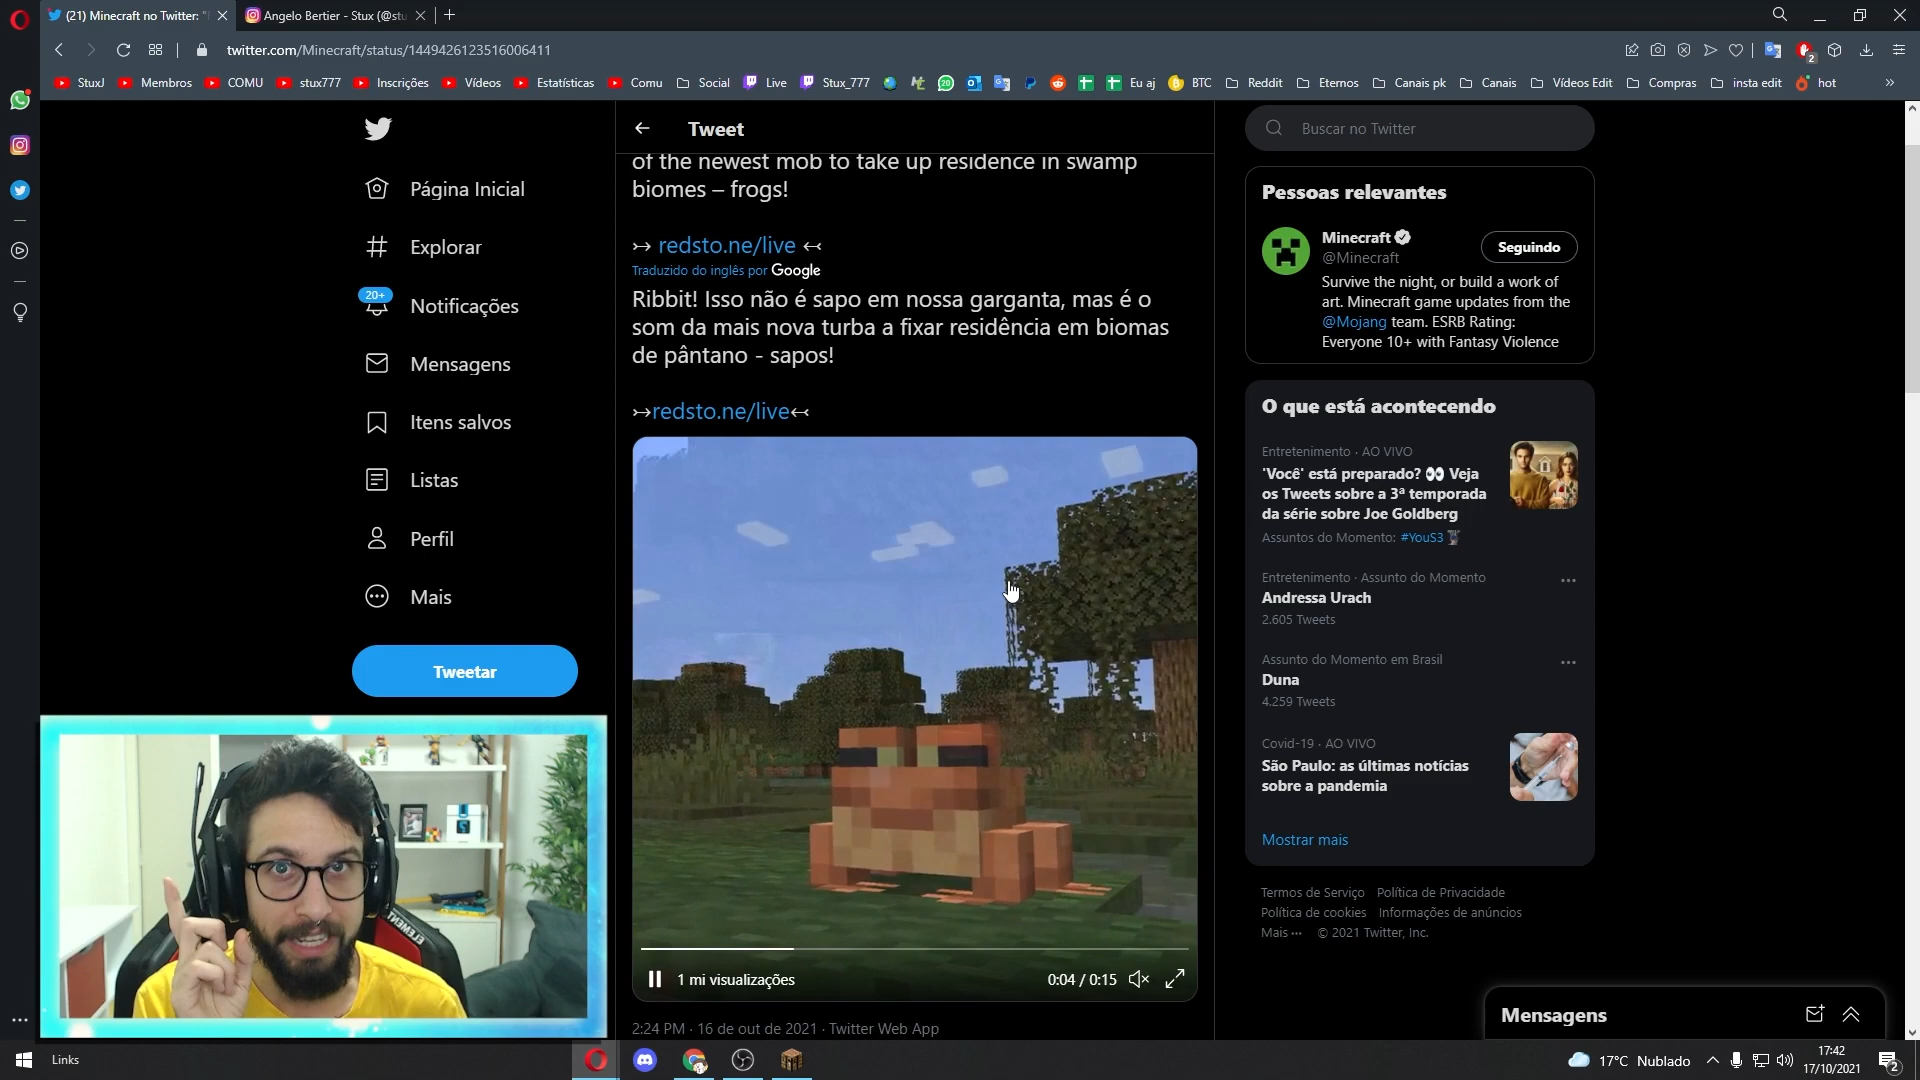 (21) Minecraft no Twitter: "
Angelo Bertier - Stux (@stu
twitter.com/Minecraft/status/1449426123516006411
StuxJ
Membros
COMU
stux777
Inscrições
Vídeos
Estatísticas
Comu
Social
Live
Stux_777
20
Eu aj
BTC
Reddit
Eternos
Canais pk
Canais
Vídeos Edit
Compras
insta edit
hot
2
Página Inicial
Explorar
20+
Notificações
Mensagens
Itens salvos
Listas
Perfil
Mais
Tweetar
Tweet
of the newest mob to take up residence in swamp
biomes – frogs!
↣ redsto.ne/live ↢
Traduzido do inglês por Google
Ribbit! Isso não é sapo em nossa garganta, mas é o
som da mais nova turba a fixar residência em biomas
de pântano - sapos!
↣redsto.ne/live↢
1 mi visualizações
0:04 / 0:15
2:24 PM · 16 de out de 2021 · Twitter Web App
Buscar no Twitter
Pessoas relevantes
Minecraft
@Minecraft
Seguindo
Survive the night, or build a work of
art. Minecraft game updates from the
@Mojang team. ESRB Rating:
Everyone 10+ with Fantasy Violence
O que está acontecendo
Entretenimento · AO VIVO
'Você' está preparado? 👀 Veja
os Tweets sobre a 3ª temporada
da série sobre Joe Goldberg
Assuntos do Momento: #YouS3
Entretenimento · Assunto do Momento
Andressa Urach
2.605 Tweets
Assunto do Momento em Brasil
Duna
4.259 Tweets
Covid-19 · AO VIVO
São Paulo: as últimas notícias
sobre a pandemia
Mostrar mais
Termos de Serviço Política de Privacidade
Política de cookies Informações de anúncios
Mais ··· © 2021 Twitter, Inc.
Mensagens
ELEMENT
Links
17°C Nublado
17:42
17/10/2021
2